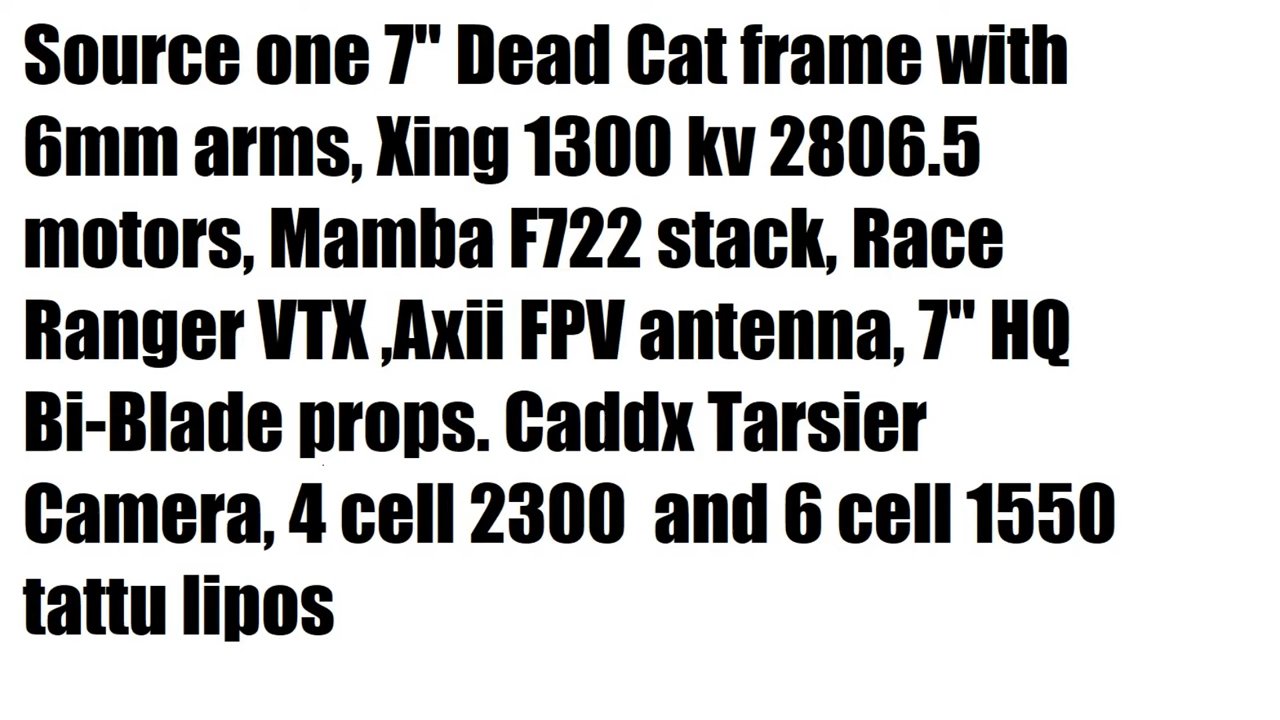 Source one 7" Dead Cat frame with
6mm arms, Xing 1300 kv 2806.5
motors, Mamba F722 stack, Race
Ranger VTX ,Axii FPV antenna, 7" HQ
Bi-Blade props. Caddx Tarsier
Camera, 4 cell 2300  and 6 cell 1550
tattu lipos